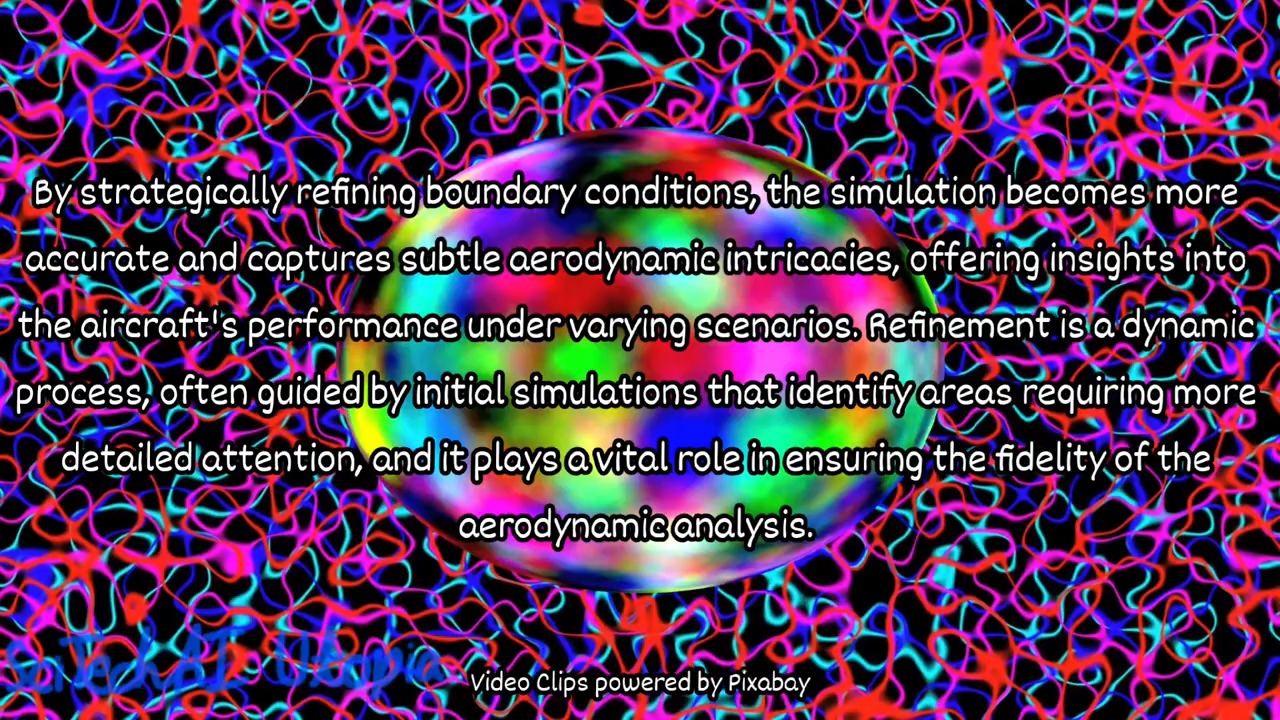 By strategically refining boundary conditions, the simulation becomes more
accurate and captures subtle aerodynamic intricacies, offering insights into
the aircraft's performance under varying scenarios. Refinement is a dynamic
process, often guided by initial simulations that identify areas requiring more
detailed attention, and it plays a vital role in ensuring the fidelity of the
aerodynamic analysis.
SciTech AI Utopia
Video Clips powered by Pixabay